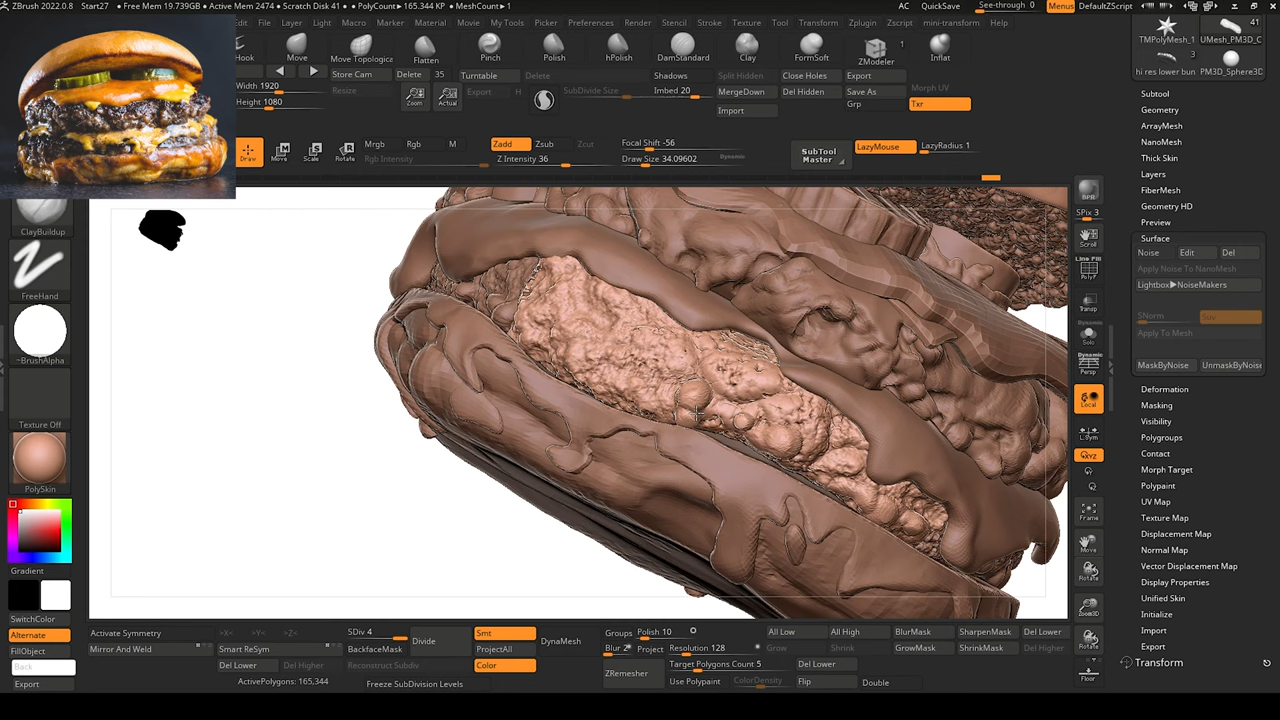 ZBrush 2022.0.8 Start27 • Free Mem 19.739GB • Active Mem 2474 • Scratch Disk 41 • PolyCount▸165.344 KP • MeshCount▸1 AC QuickSave See-through 0 Menus DefaultZScript
Edit Light Layer Light Macro Marker Material Movie My Tools Picker Preferences Render Stencil Stroke Texture Tool Transform Zplugin Zscript mini-transform Help
Hook Move Move Topologica Flatten Pinch Polish hPolish DamStandard Clay FormSoft ZModeler 1 Inflat
Store Cam Delete 35 Turntable Delete Shadows Split Hidden Close Holes Export Morph UV
Width 1920 Resize Zoom Actual Export H SubDivide Size Imbed 20 MergeDown Del Hidden Save As
Height 1080 Import Grp Txr
Draw Move Scale Rotate Mrgb Rgb M Zadd Zsub Zcut Focal Shift -56 SubTool Master LazyMouse LazyRadius 1
Rgb Intensity Z Intensity 36 Draw Size 34.09602 Dynamic
ClayBuildup
FreeHand
~BrushAlpha
Texture Off
PolySkin
Gradient
SwitchColor
Alternate
FillObject
Back
Export
TMPolyMesh_1 41 UMesh_PM3D_C
3 hi res lower bun PM3D_Sphere3D
BPR
SPix 3
Scroll
Line Fill
PolyF
Transp
Dynamic
Solo
Dynamic
Persp
Local
L.Sym
XYZ
Frame
Move
Rotate
Zoom3D
Rotate
Floor
Subtool
Geometry
ArrayMesh
NanoMesh
Thick Skin
Layers
FiberMesh
Geometry HD
Preview
Surface
Noise Edit Del
Apply Noise To NanoMesh
Lightbox▶NoiseMakers
SNorm Suv
Apply To Mesh
MaskByNoise UnmaskByNoise
Deformation
Masking
Visibility
Polygroups
Contact
Morph Target
Polypaint
UV Map
Texture Map
Displacement Map
Normal Map
Vector Displacement Map
Display Properties
Unified Skin
Initialize
Import
Export
Transform
Activate Symmetry >X< >Y< >Z< SDiv 4 Divide Smt DynaMesh Groups Polish 10 All Low All High BlurMask SharpenMask Del Lower
Mirror And Weld Smart ReSym BackfaceMask ProjectAll Blur 2 Project Resolution 128 Grow Shrink GrowMask ShrinkMask Del Higher
Del Lower Del Higher Reconstruct Subdiv Color ZRemesher Target Polygons Count 5 Del Lower
ActivePolygons: 165,344 Freeze SubDivision Levels Use Polypaint ColorDensity Flip Double